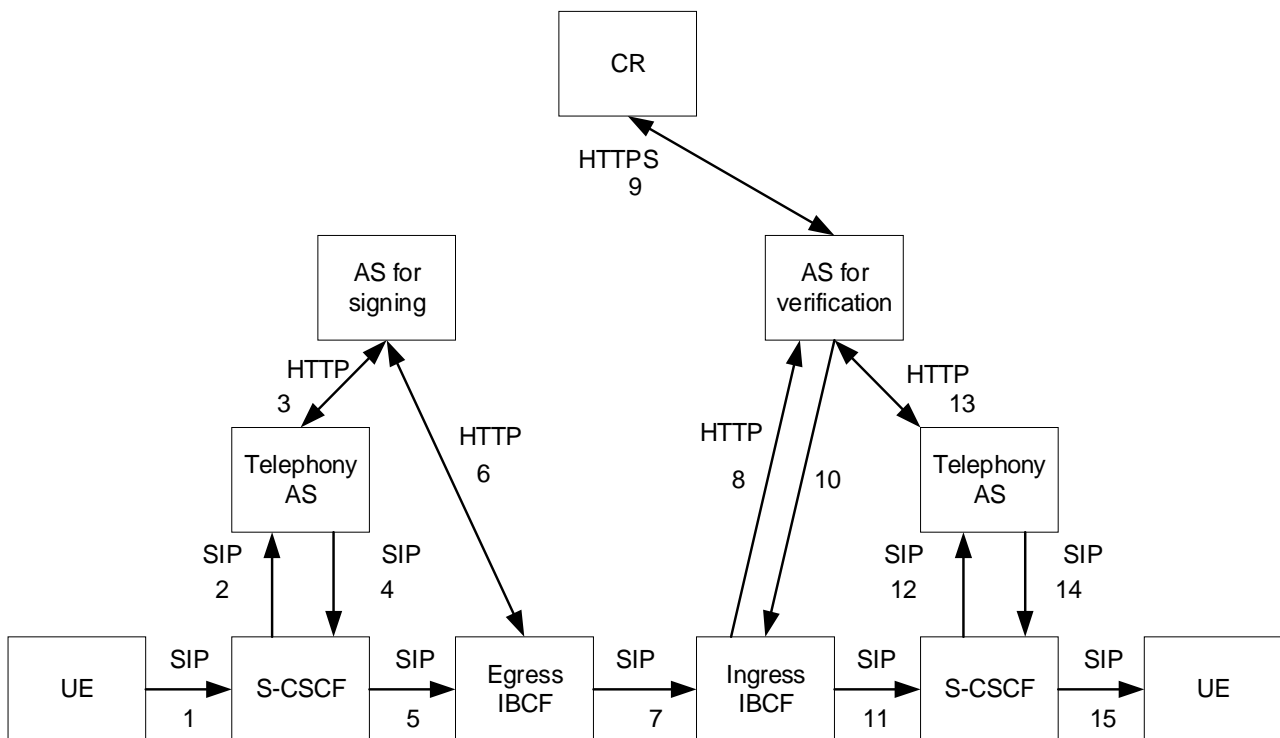 CR
HTTPS
9
AS for
signing
AS for
verification
HTTP
3
HTTP
13
HTTP
6
HTTP
8
10
Telephony
AS
Telephony
AS
SIP
2
SIP
4
SIP
12
SIP
14
UE
SIP
1
S-CSCF
SIP
5
Egress
IBCF
SIP
7
Ingress
IBCF
SIP
11
S-CSCF
SIP
15
UE